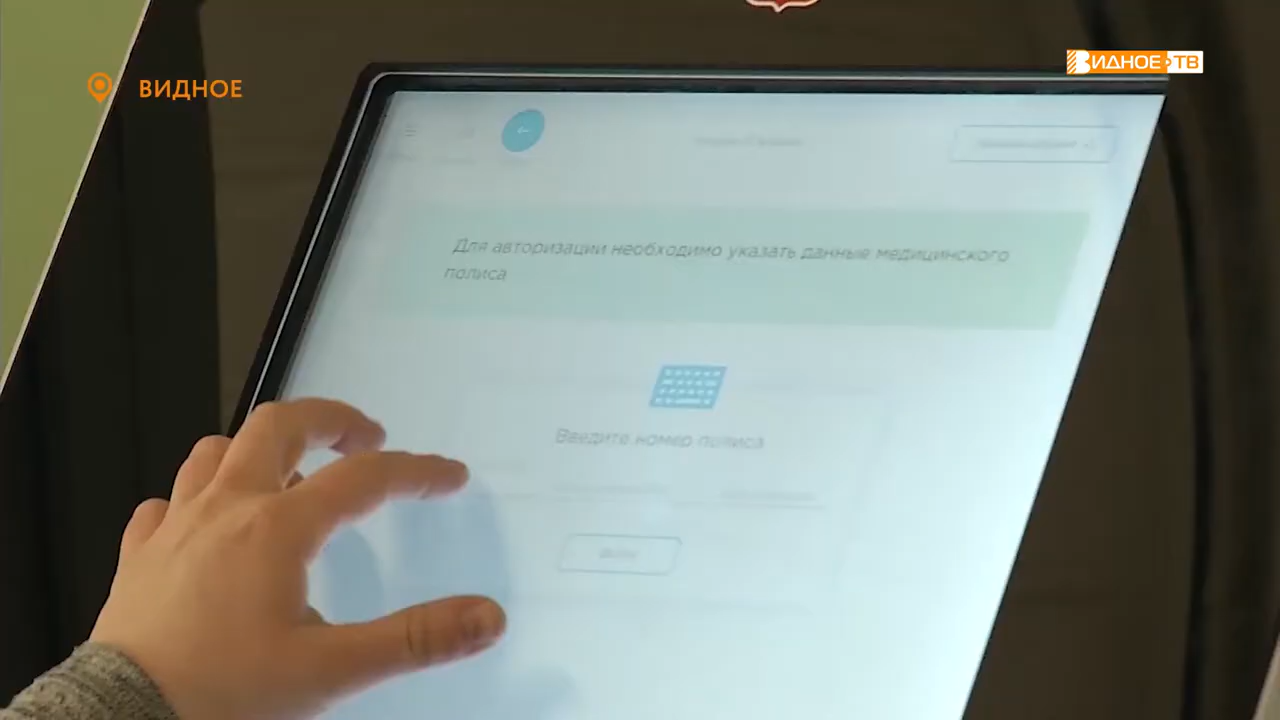 ВИДНОЕ
ВИДНОЕ·ТВ
Для авторизации необходимо указать данные медицинского
полиса
Введите номер полиса